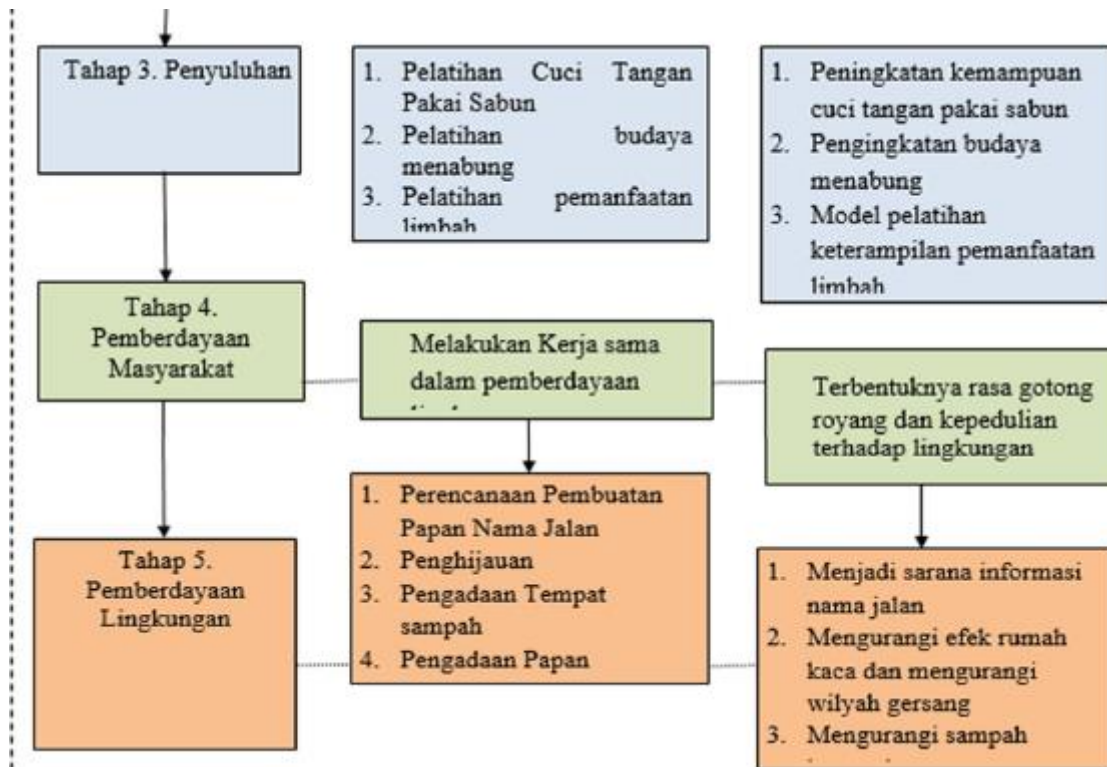 Tahap 3. Penyuluhan
1. Pelatihan Cuci Tangan
Pakai Sabun
2. Pelatihan budaya
menabung
3. Pelatihan pemanfaatan
limbah
1. Peningkatan kemampuan
cuci tangan pakai sabun
2. Pengingkatan budaya
menabung
3. Model pelatihan
keterampilan pemanfaatan
limbah
Tahap 4.
Pemberdayaan
Masyarakat
Melakukan Kerja sama
dalam pemberdayaan
Terbentuknya rasa gotong
royang dan kepedulian
terhadap lingkungan
Tahap 5.
Pemberdayaan
Lingkungan
1. Perencanaan Pembuatan
Papan Nama Jalan
2. Penghijauan
3. Pengadaan Tempat
sampah
4. Pengadaan Papan
1. Menjadi sarana informasi
nama jalan
2. Mengurangi efek rumah
kaca dan mengurangi
wilyah gersang
3. Mengurangi sampah